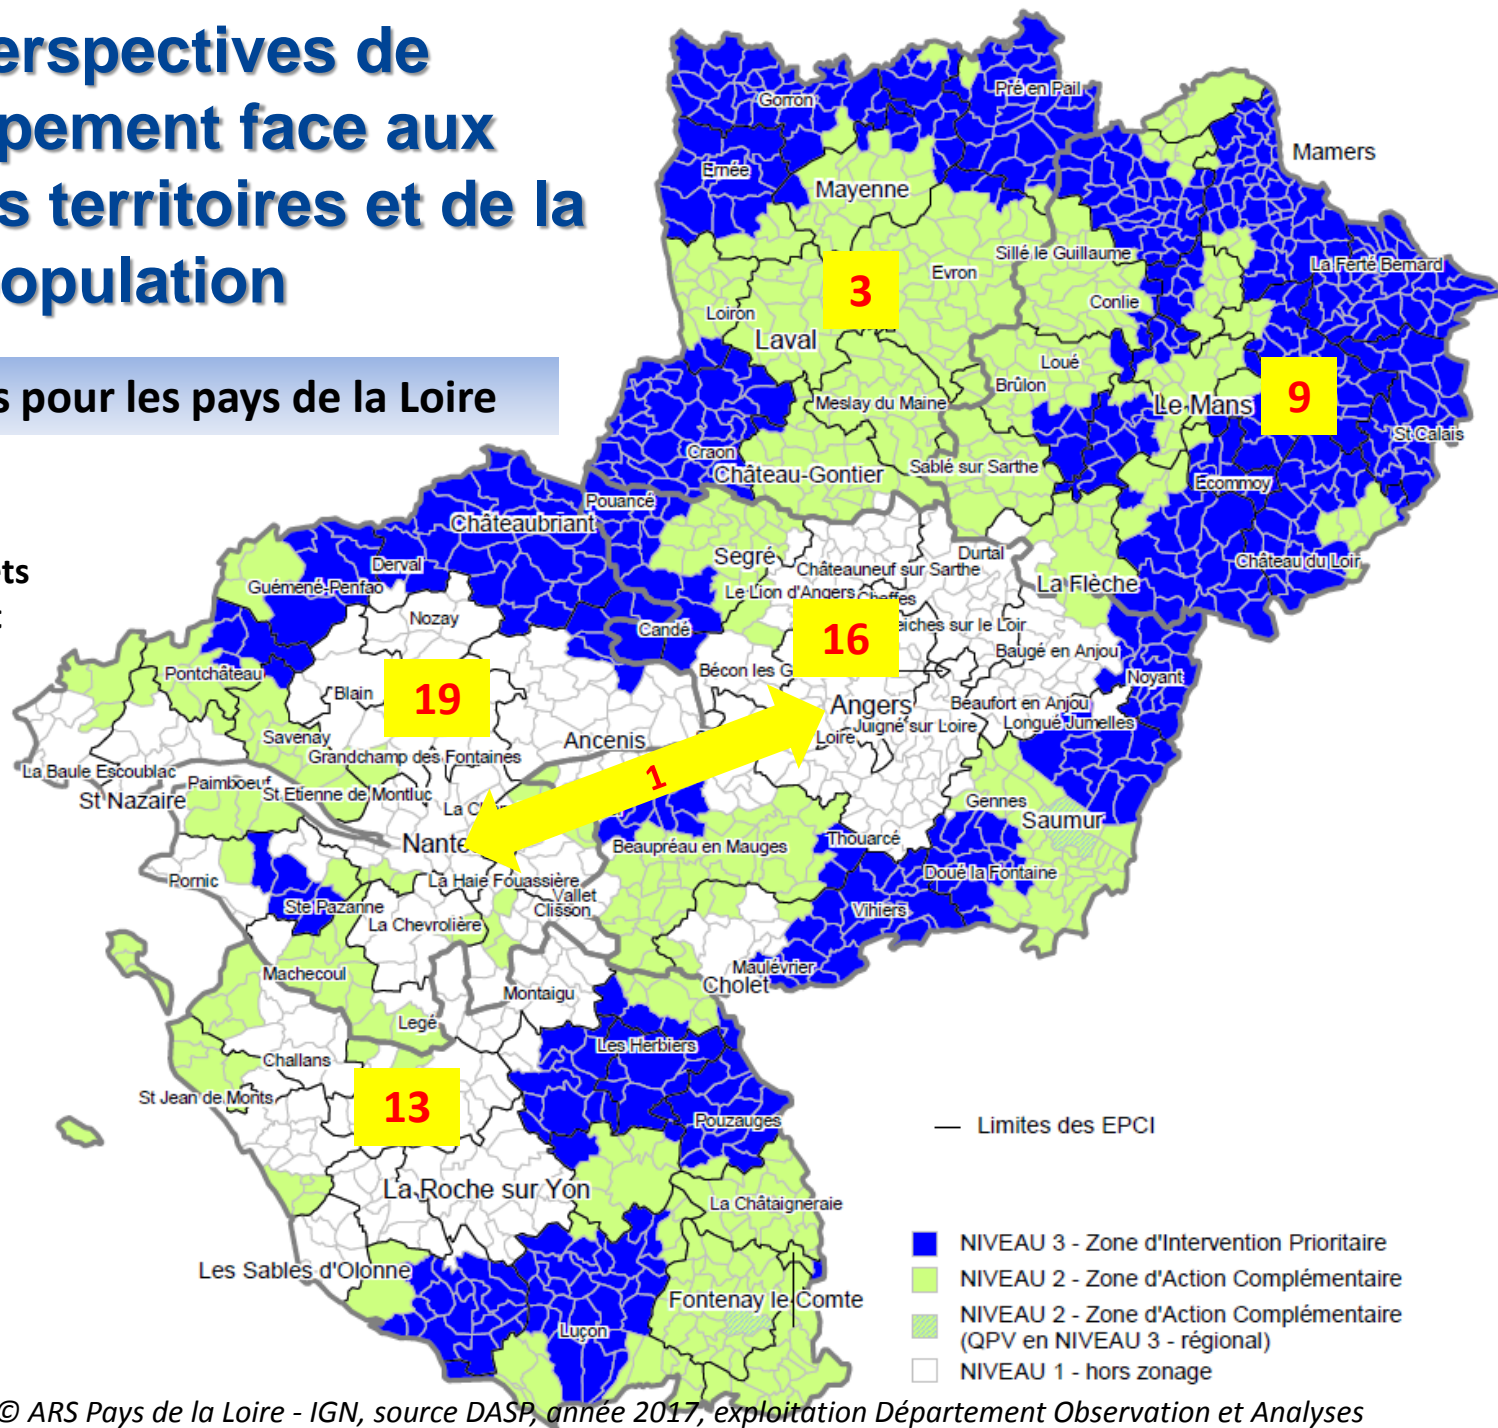 erspectives de
pement face aux
s territoires et de la
opulation
s pour les pays de la Loire
ets
Gorron
Pré en Pail
Mamers
Ernée
Mayenne
Sillé le Guillaume
La Ferté Bernard
Evron
3
Conlie
Loiron
Laval
Loué
Brûlon
9
Meslay du Maine
Le Mans
St Calais
Craon
Château-Gontier
Sablé sur Sarthe
Ecommoy
Pouancé
Châteaubriant
Segré
Durtal
Derval
Châteauneuf sur Sarthe
Château du Loir
Guémené-Penfao
Le Lion d'Angers
Cheffes
La Flèche
Nozay
Candé
16
eiches sur le Loir
Baugé en Anjou
Pontchâteau
Bécon les G
Noyant
Blain
19
Angers
Beaufort en Anjou
Juigné sur Loire
Longué Jumelles
Loire
Savenay
Ancenis
Grandchamp des Fontaines
La Baule Escoublac
Paimboeuf
1
St Nazaire
St Etienne de Montluc
La C
Gennes
Saumur
Nante
Beaupréau en Mauges
Thouarcé
Doué la Fontaine
Pornic
La Haie Fouassière
Vallet
Ste Pazanne
Clisson
Vihiers
La Chevrolière
Machecoul
Maulévrier
Cholet
Montaigu
Legé
Les Herbiers
Challans
St Jean de Monts
13
Pouzauges
La Roche sur Yon
La Châtaigneraie
Les Sables d'Olonne
Fontenay le Comte
Luçon
Limites des EPCI
NIVEAU 3 - Zone d'Intervention Prioritaire
NIVEAU 2 - Zone d'Action Complémentaire
NIVEAU 2 - Zone d'Action Complémentaire
(QPV en NIVEAU 3 - régional)
NIVEAU 1 - hors zonage
© ARS Pays de la Loire - IGN, source DASP, année 2017, exploitation Département Observation et Analyses